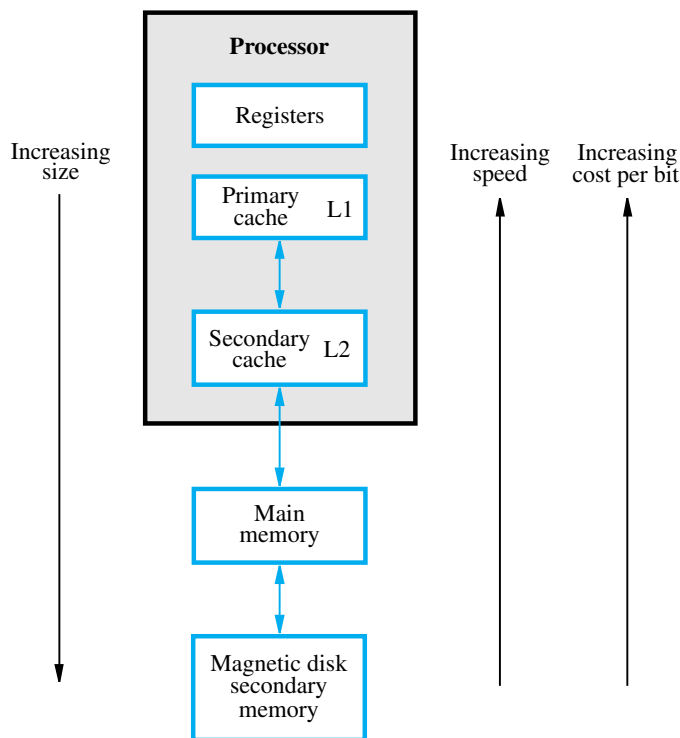 Processor
Registers
Increasing
size
Increasing
speed
Increasing
cost per bit
Primary
cache L1
Secondary
cache L2
Main
memory
Magnetic disk
secondary
memory